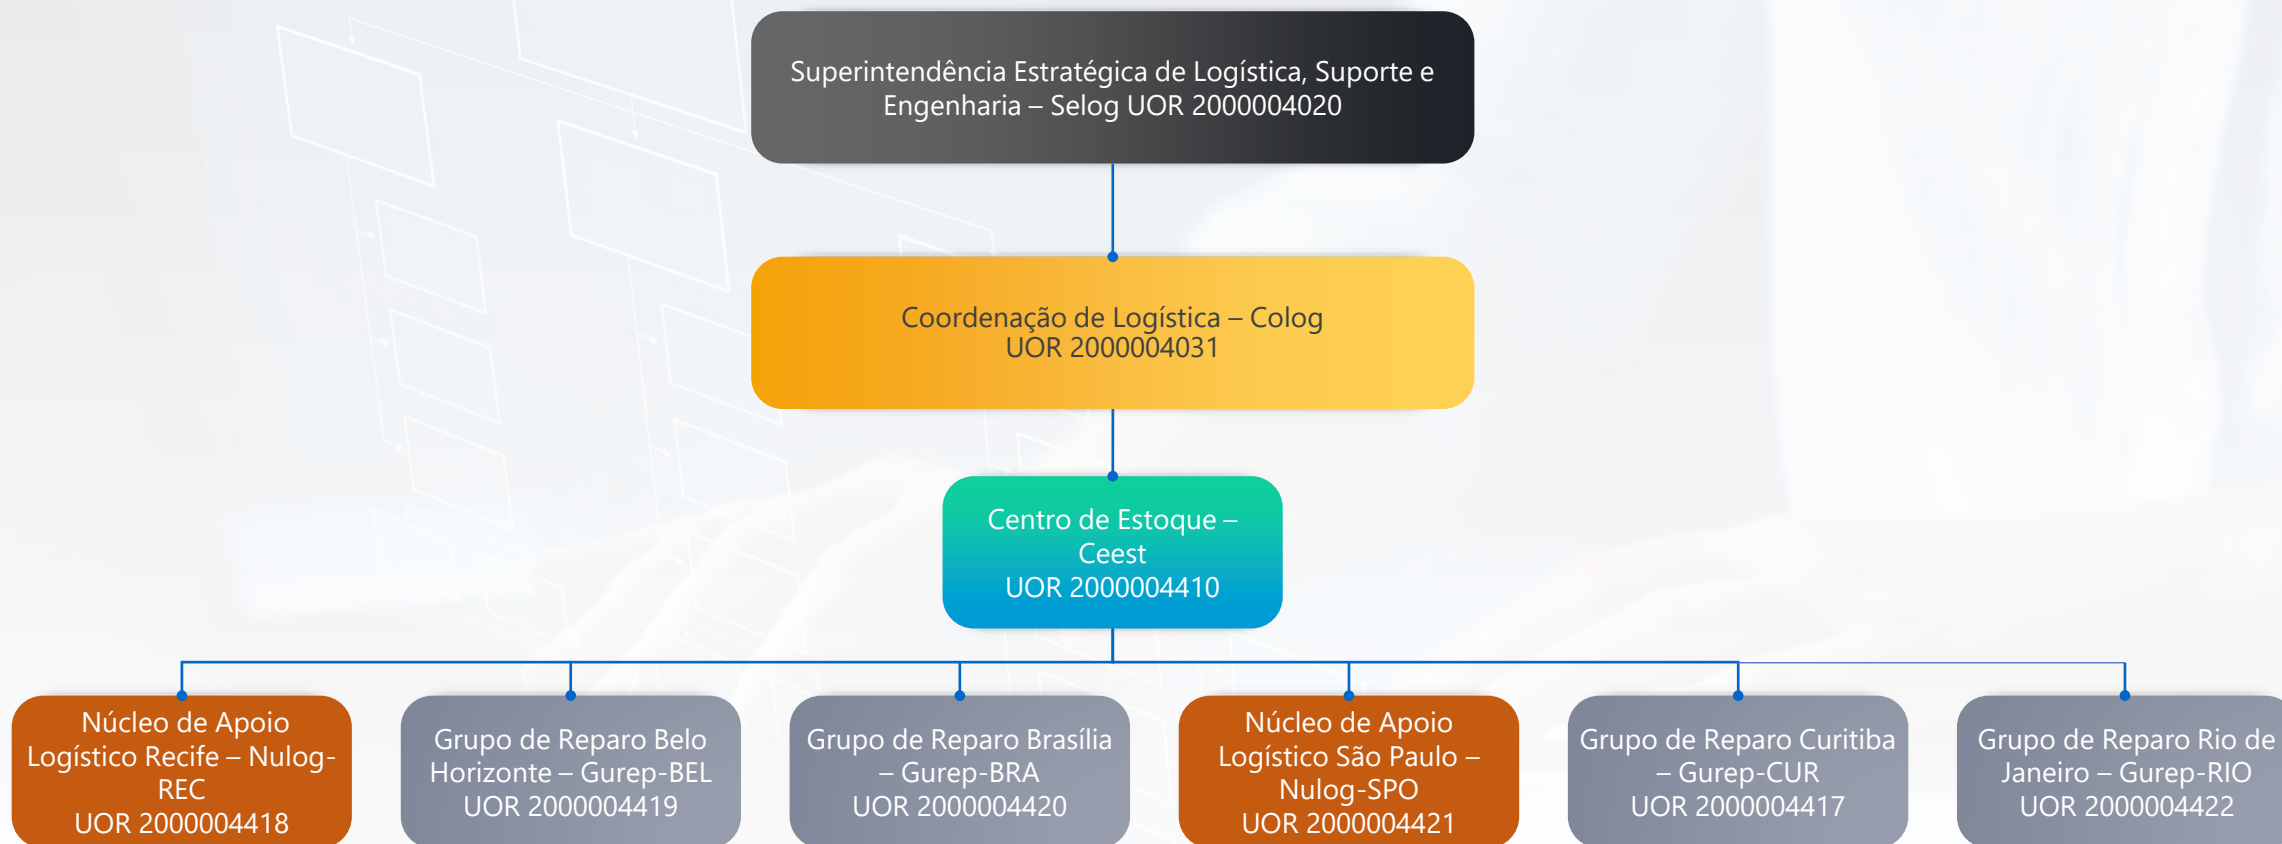 Superintendência Estratégica de Logística, Suporte e
Engenharia – Selog UOR 2000004020
Coordenação de Logística – Colog
UOR 2000004031
Centro de Estoque –
Ceest
UOR 2000004410
Núcleo de Apoio
Logístico Recife – Nulog-
REC
UOR 2000004418
Grupo de Reparo Belo
Horizonte – Gurep-BEL
UOR 2000004419
Grupo de Reparo Brasília
– Gurep-BRA
UOR 2000004420
Núcleo de Apoio
Logístico São Paulo –
Nulog-SPO
UOR 2000004421
Grupo de Reparo Curitiba
– Gurep-CUR
UOR 2000004417
Grupo de Reparo Rio de
Janeiro – Gurep-RIO
UOR 2000004422